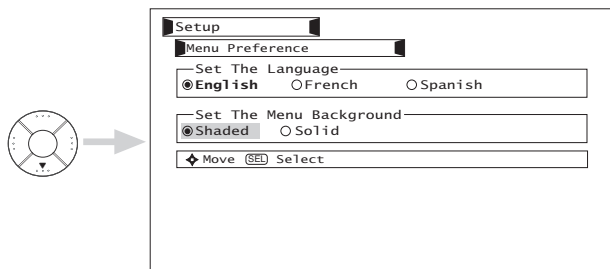 Setup
Menu Preference
Set The Language
English French Spanish
Set The Menu Background
Shaded Solid
Move SEL Select